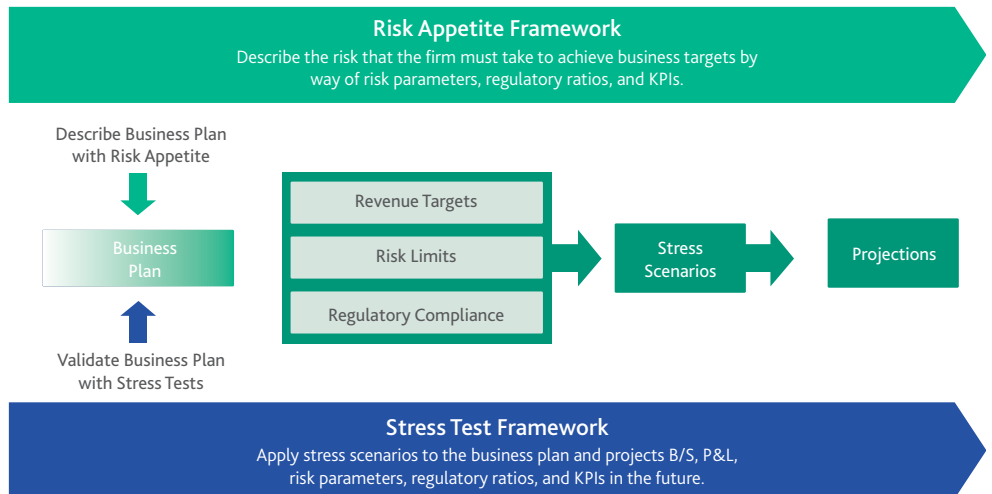 Risk Appetite Framework
Describe the risk that the firm must take to achieve business targets by
way of risk parameters, regulatory ratios, and KPIs.
Describe Business Plan
with Risk Appetite
Business
Plan
Validate Business Plan
with Stress Tests
Revenue Targets
Risk Limits
Regulatory Compliance
Stress
Scenarios
Projections
Stress Test Framework
Apply stress scenarios to the business plan and projects B/S, P&L,
risk parameters, regulatory ratios, and KPIs in the future.